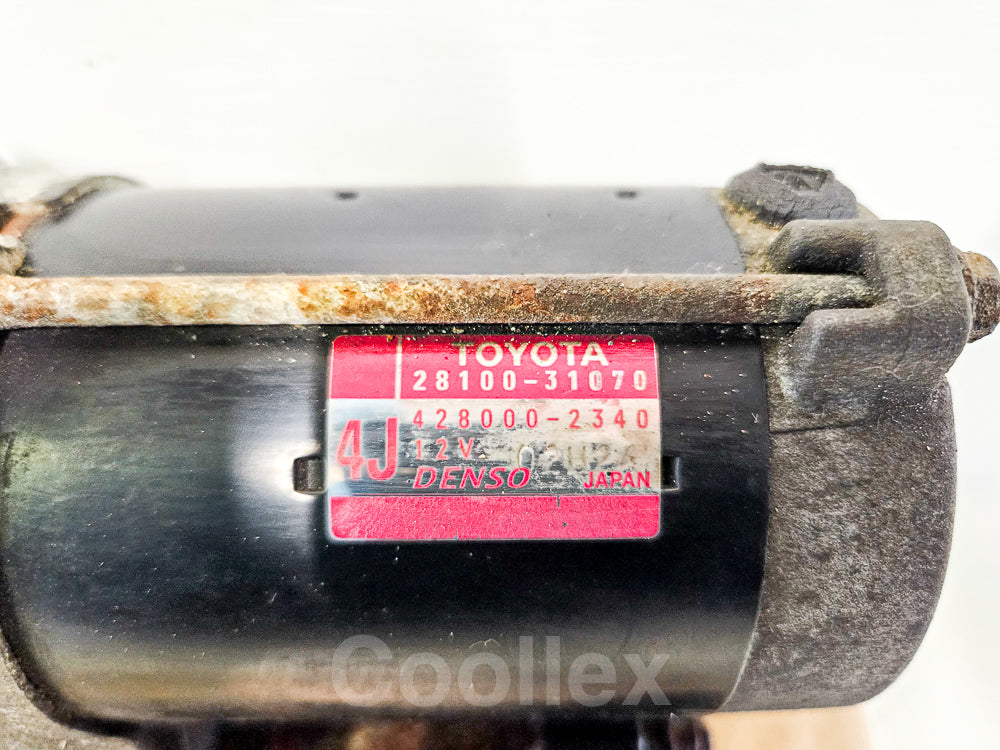 TOYOTA
28100-31070
4J
428000-2340
12V
DENSO
JAPAN
Coollex